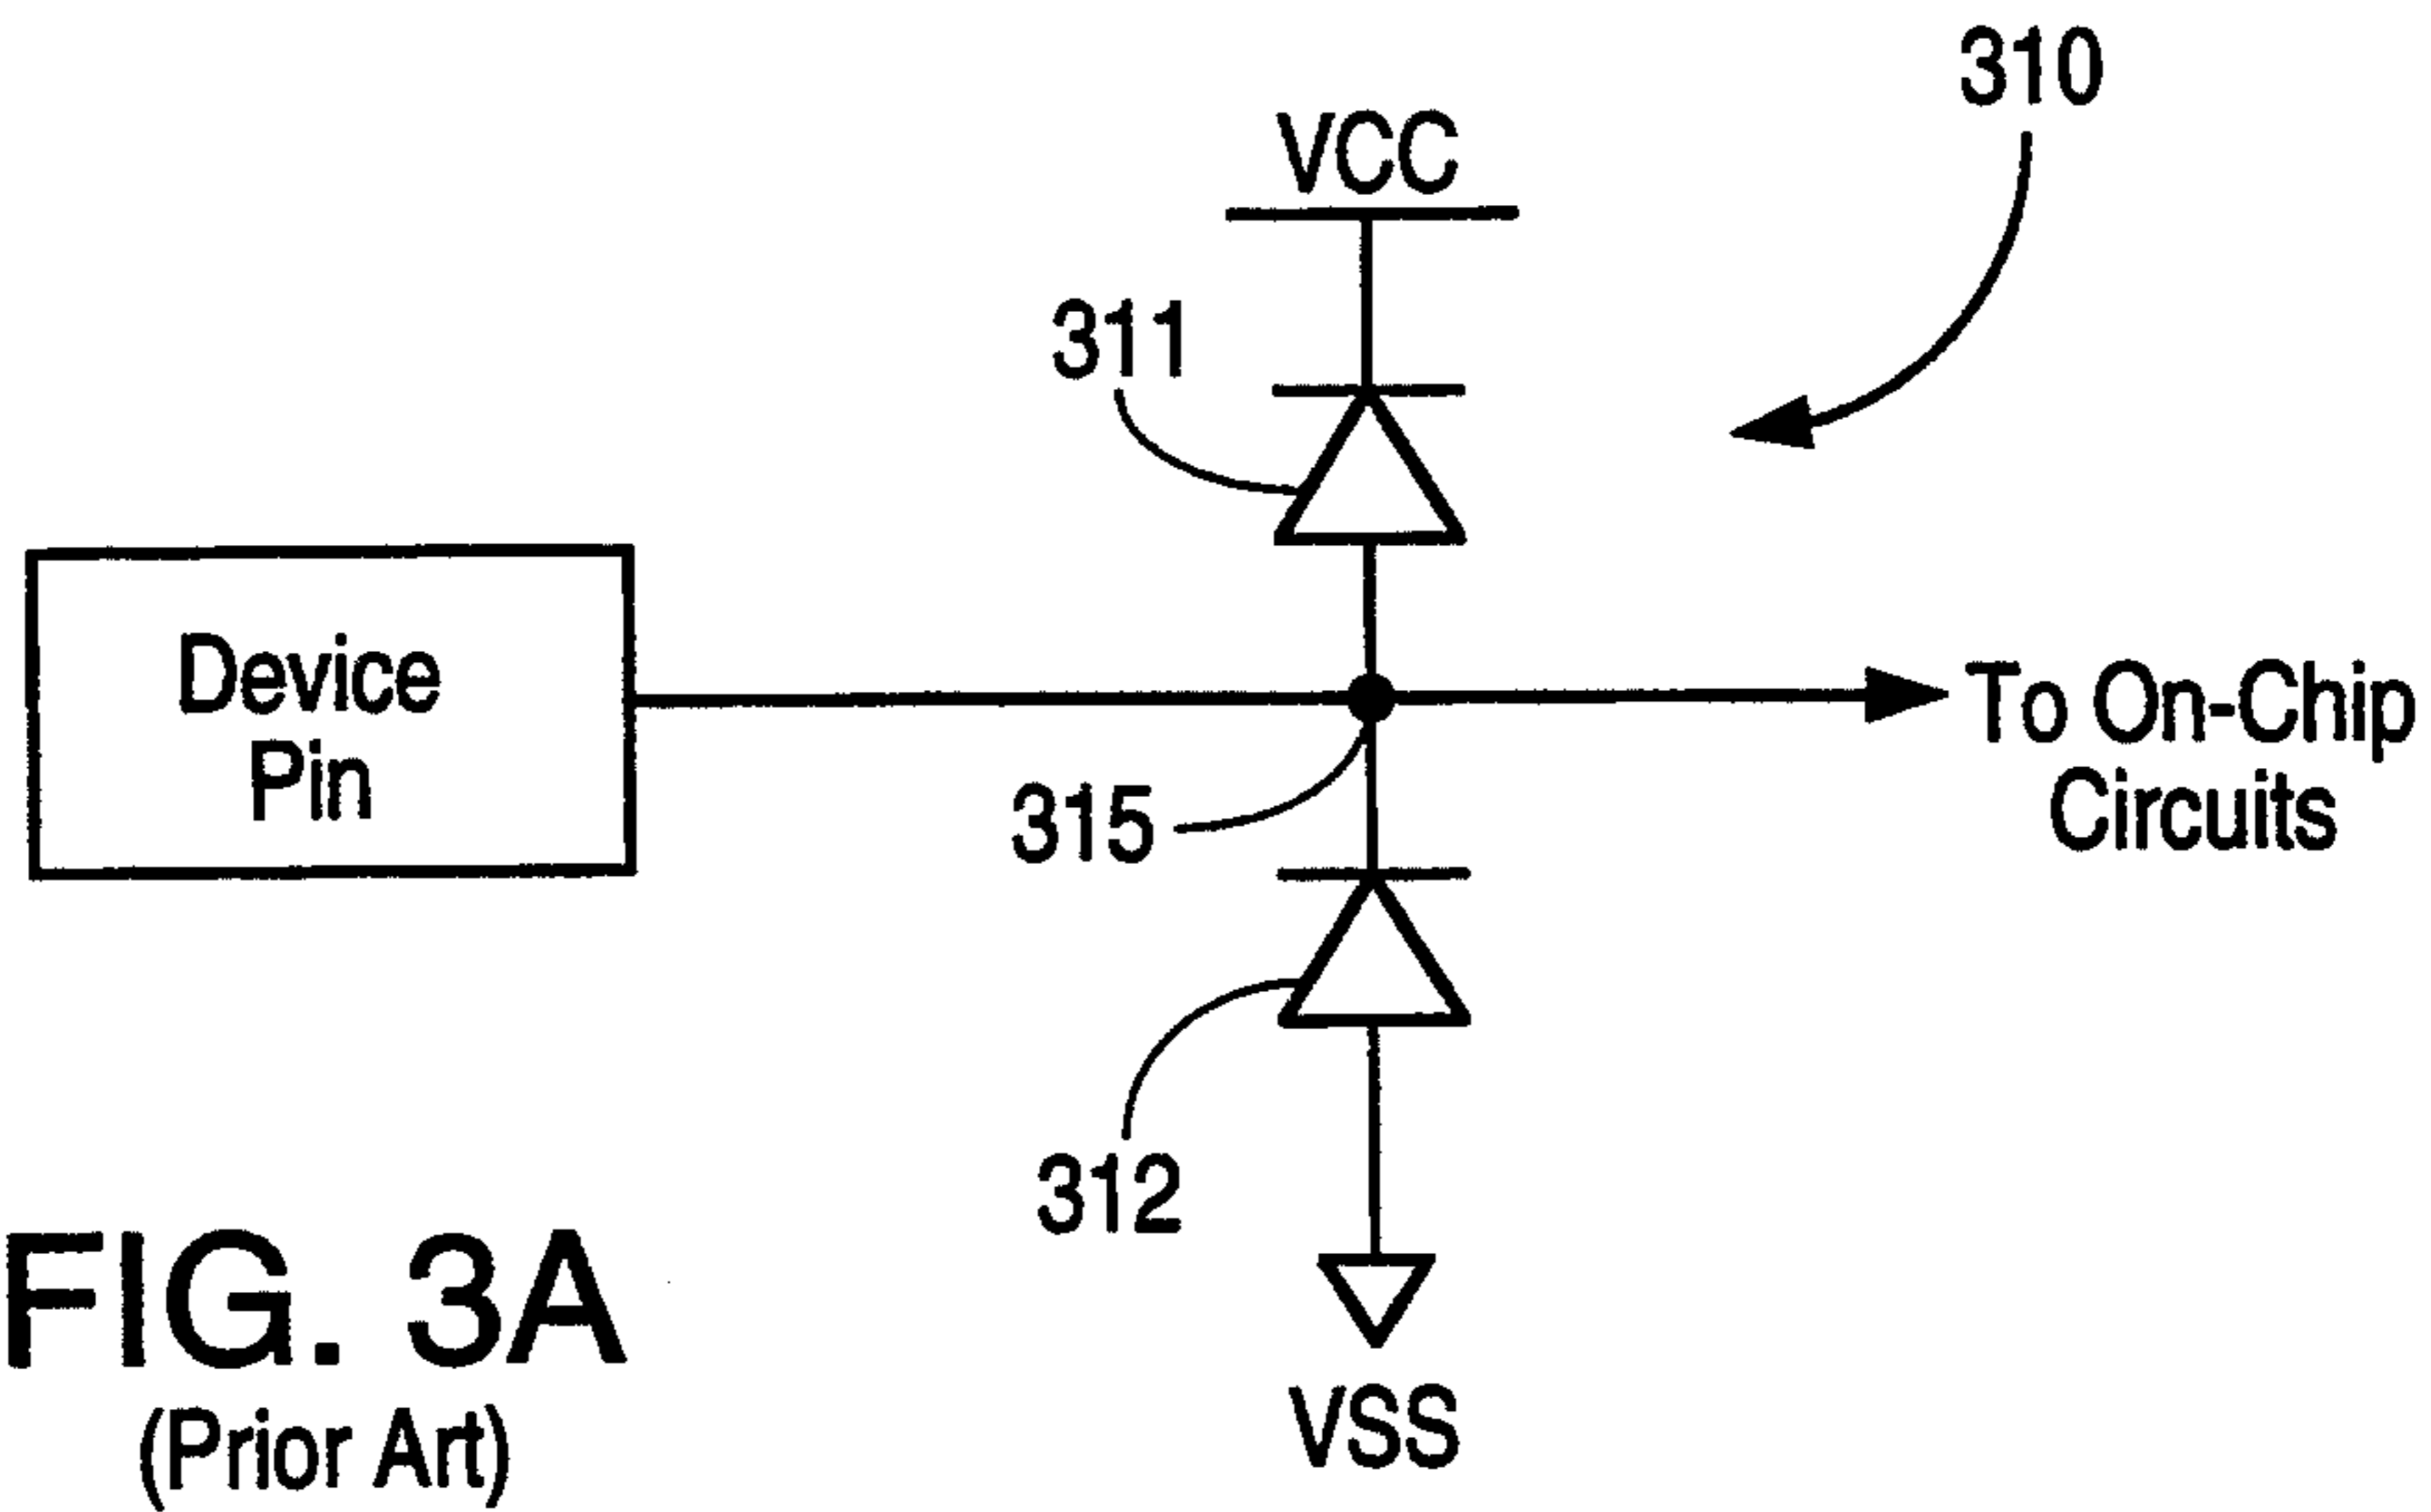 310
VCC
311
Device
Pin
To On-Chip
Circuits
315
312
VSS
FIG. 3A
(Prior Art)